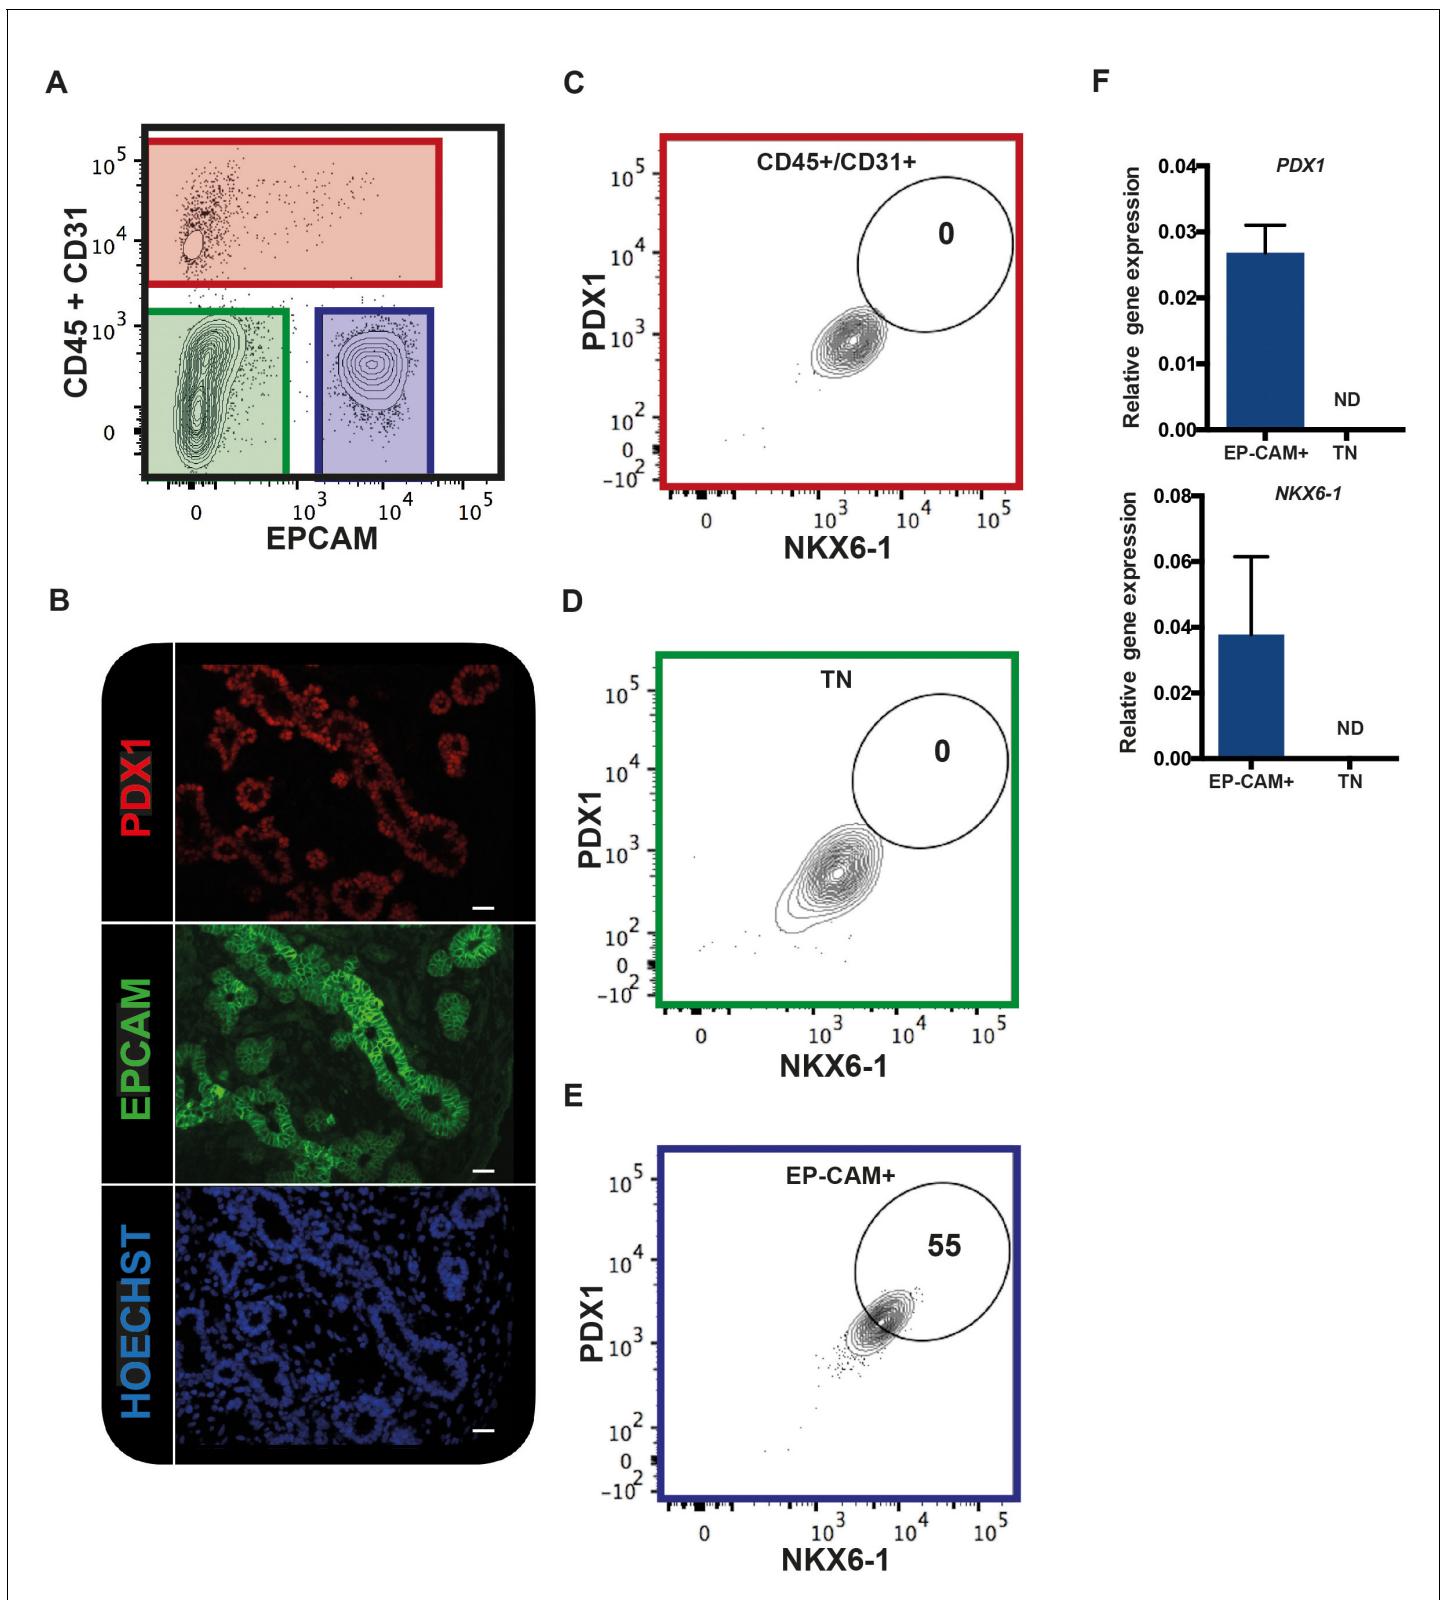 A
CD45 + CD31
10^5
10^4
10^3
0
0 10^3 10^4 10^5
EPCAM
B
PDX1
EPCAM
HOECHST
C
CD45+/CD31+
0
PDX1
10^5
10^4
10^3
10^2
0
-10^2
0 10^3 10^4 10^5
NKX6-1
D
TN
0
PDX1
10^5
10^4
10^3
10^2
0
-10^2
0 10^3 10^4 10^5
NKX6-1
E
EP-CAM+
55
PDX1
10^5
10^4
10^3
10^2
0
-10^2
0 10^3 10^4 10^5
NKX6-1
F
PDX1
Relative gene expression
0.04
0.03
0.02
0.01
0.00
ND
EP-CAM+ TN
NKX6-1
Relative gene expression
0.08
0.06
0.04
0.02
0.00
ND
EP-CAM+ TN